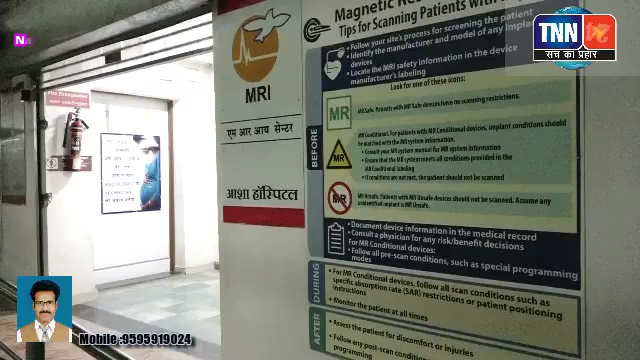 Magnetic Res
Tips for Scanning Patients with
TNN
सच का प्रहार
Na
Fire Extinguisher
MRI
एम आर आय सेन्टर
आशा हॉस्पिटल
BEFORE
• Follow your site's process for screening the patient
• Identify the manufacturer and model of any implan
devices
• Locate the MRI safety information in the device
manufacturer's labeling
Look for one of these icons:
MR
MR Safe. Patients with MR Safe devices have no scanning restrictions.
MR
MR Conditional. For patients with MR Conditional devices, implant conditions should
be matched with the MR system information.
• Consult your MR system manual for MR system information
• Ensure that the MR system meets all conditions provided in the
MR Conditional labeling
• If conditions are not met, the patient should not be scanned
MR
MR Unsafe. Patients with MR Unsafe devices should not be scanned. Assume any
unidentified implant is MR Unsafe.
• Document device information in the medical record
• Consult a physician for any risk/benefit decisions
For MR Conditional devices:
• Follow all pre-scan conditions, such as special programming
modes
DURING
• For MR Conditional devices, follow all scan conditions such as
specific absorption rate (SAR) restrictions or patient positioning
instructions
• Monitor the patient at all times
AFTER
• Assess the patient for discomfort or injuries
• Follow any post-scan condition
programming
Mobile :9595919024